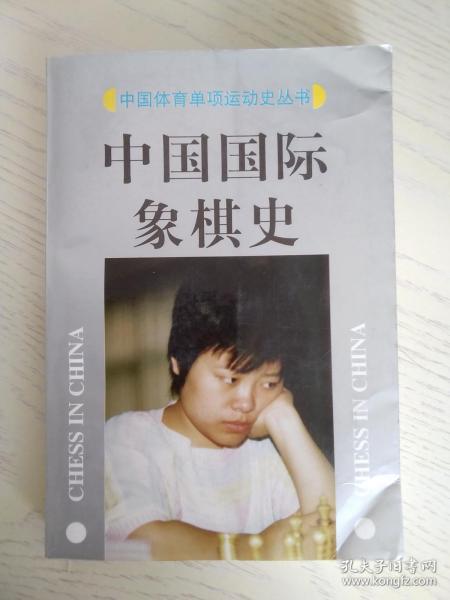 中国体育单项运动史丛书
中国国际
象棋史
CHESS IN CHINA
CHESS IN CHINA
孔夫子旧书网
www.kongfz.com